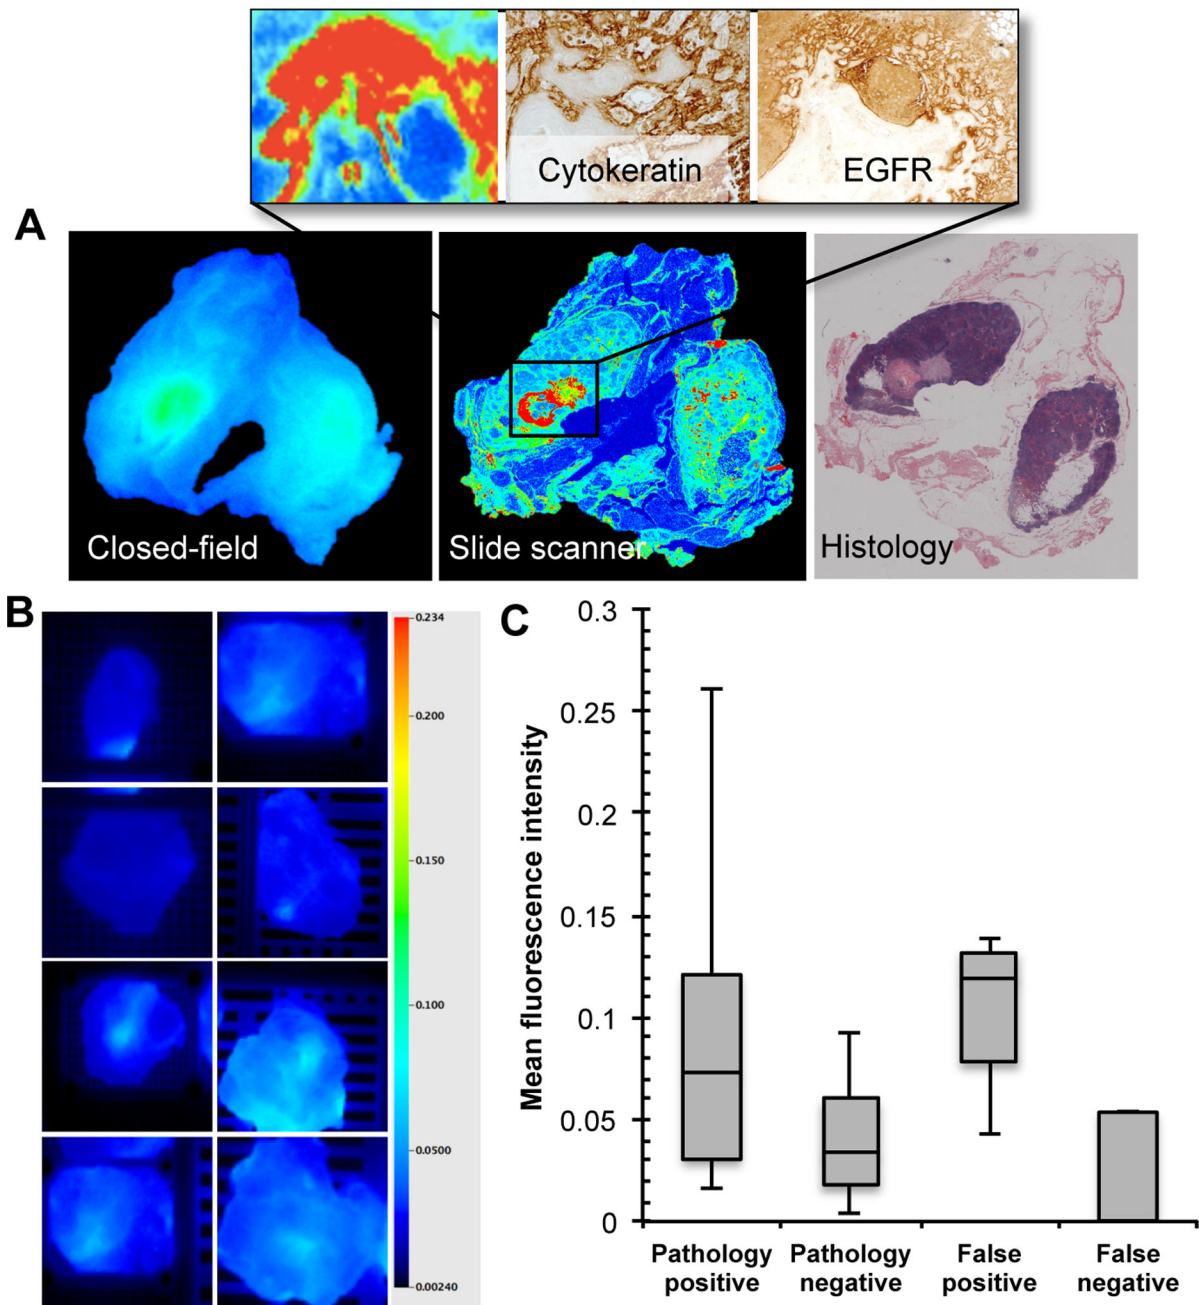 Cytokeratin
EGFR
A
Closed-field
Slide scanner
Histology
B
0.234
0.200
0.150
0.100
0.0500
0.00240
C
Mean fluorescence intensity
0.3
0.25
0.2
0.15
0.1
0.05
0
Pathology
positive
Pathology
negative
False
positive
False
negative